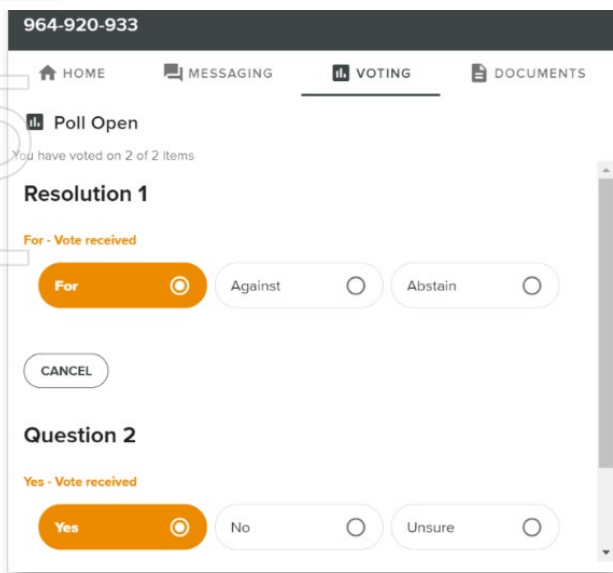 964-920-933
HOME MESSAGING VOTING DOCUMENTS
Poll Open
You have voted on 2 of 2 items
Resolution 1
For - Vote received
For Against Abstain
CANCEL
Question 2
Yes - Vote received
Yes No Unsure